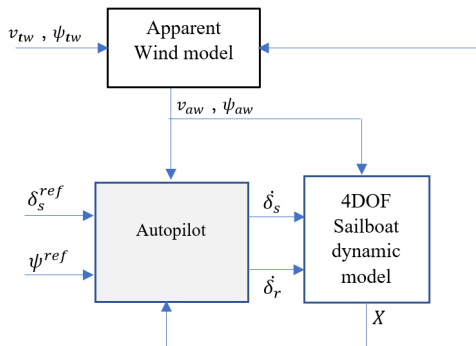 Apparent
Wind model
v_tw , ψ_tw
v_aw , ψ_aw
δ_s^ref
ψ^ref
Autopilot
δ̇_s
δ̇_r
4DOF
Sailboat
dynamic
model
X